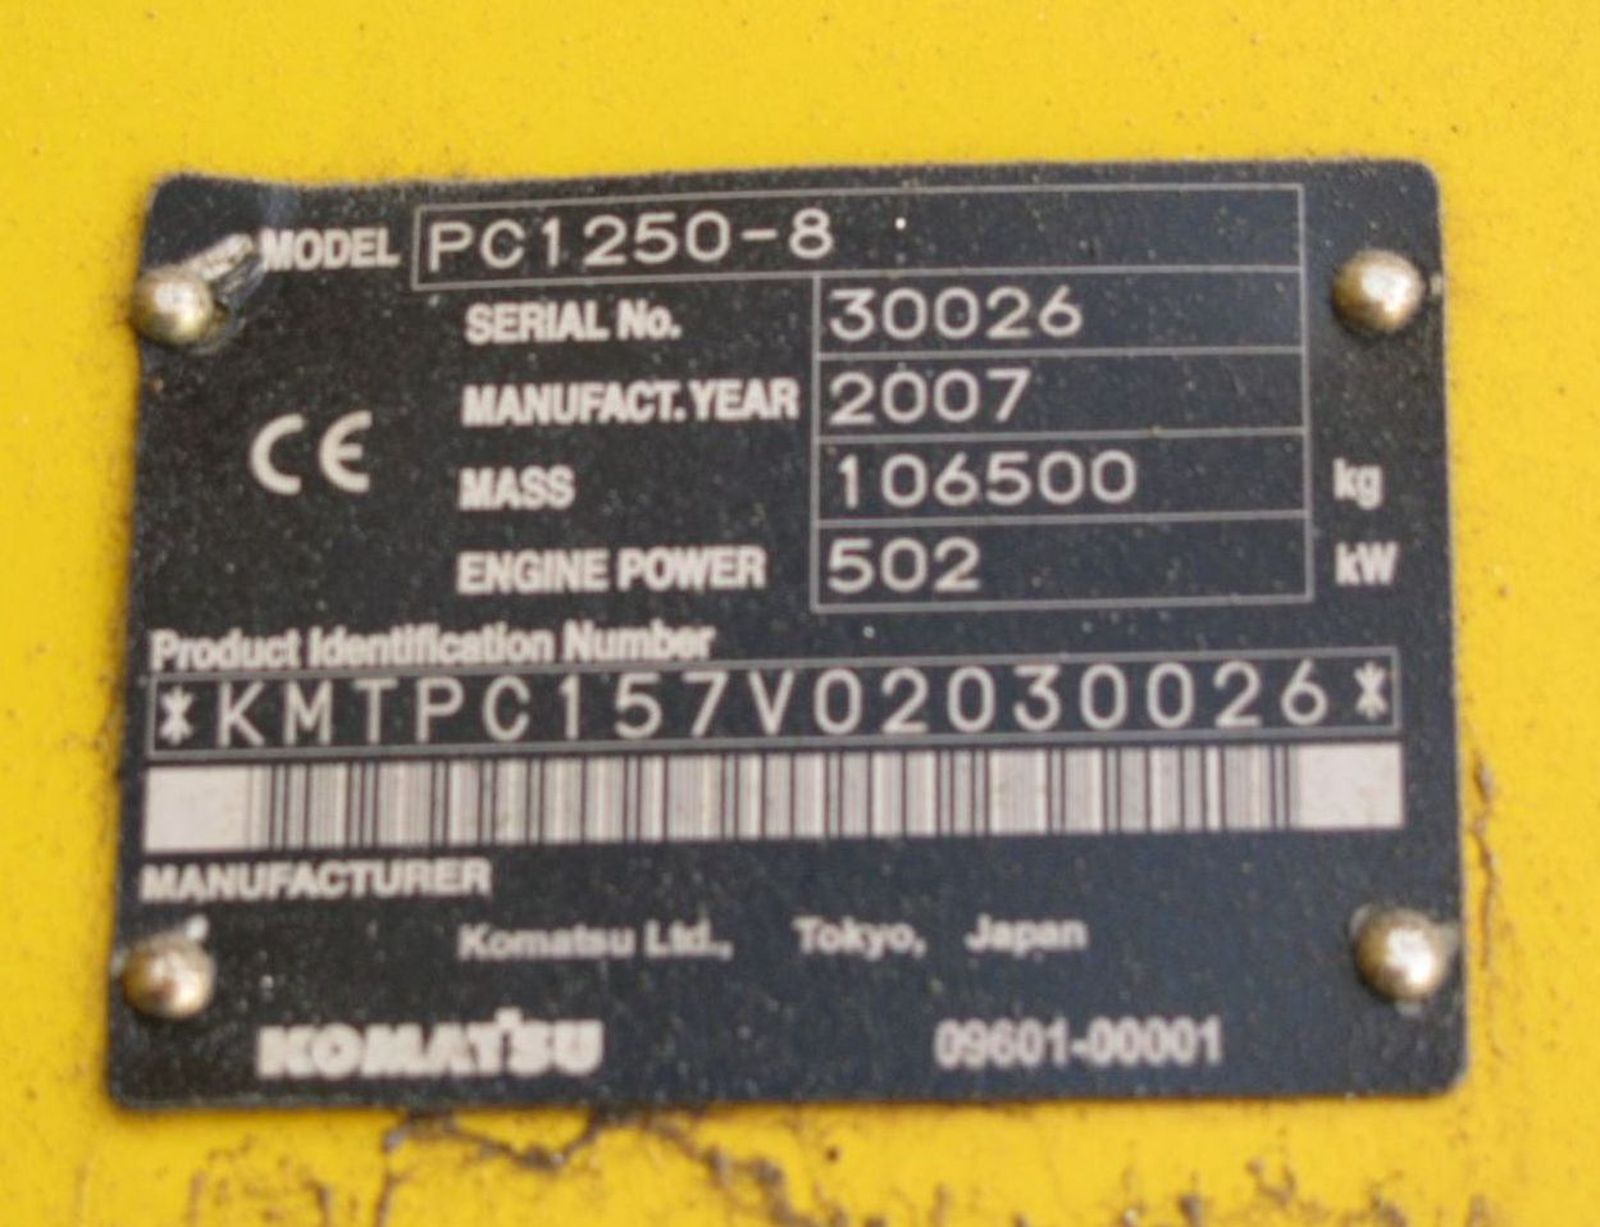 MODEL PC1250-8
SERIAL No. 30026
MANUFACT. YEAR 2007
MASS 106500 kg
ENGINE POWER 502 kW
CE
Product Identification Number
*KMTPC157V02030026*
MANUFACTURER
Komatsu Ltd., Tokyo, Japan
KOMATSU 09601-00001